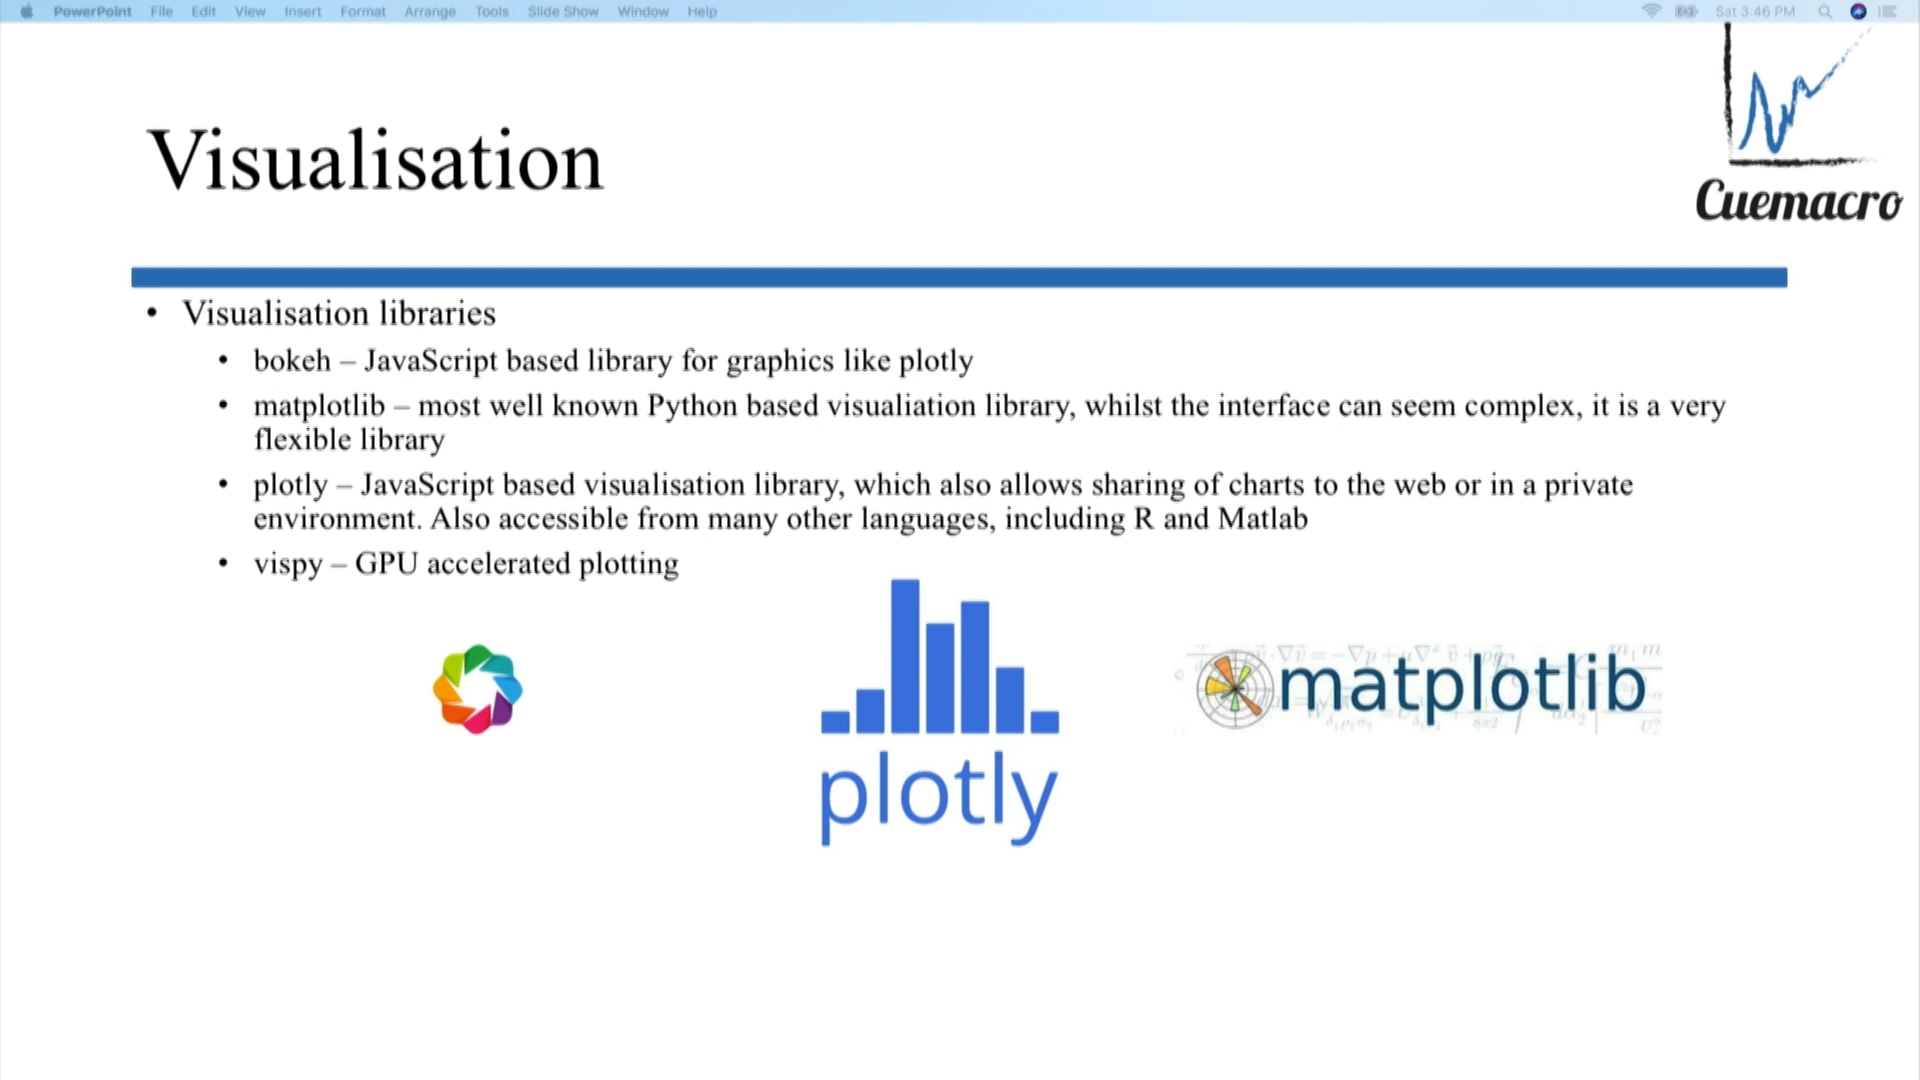 PowerPoint File Edit View Insert Format Arrange Tools Slide Show Window Help Sat 3:46 PM
Cuemacro
Visualisation
• Visualisation libraries
• bokeh – JavaScript based library for graphics like plotly
• matplotlib – most well known Python based visualiation library, whilst the interface can seem complex, it is a very
flexible library
• plotly – JavaScript based visualisation library, which also allows sharing of charts to the web or in a private
environment. Also accessible from many other languages, including R and Matlab
• vispy – GPU accelerated plotting
plotly
matplotlib